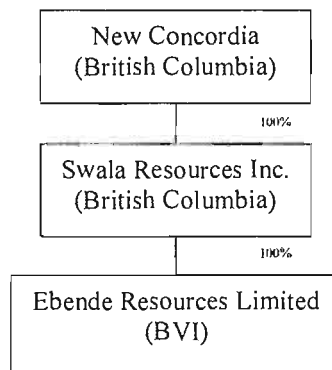 New Concordia
(British Columbia)
100%
Swala Resources Inc.
(British Columbia)
100%
Ebende Resources Limited
(BVI)